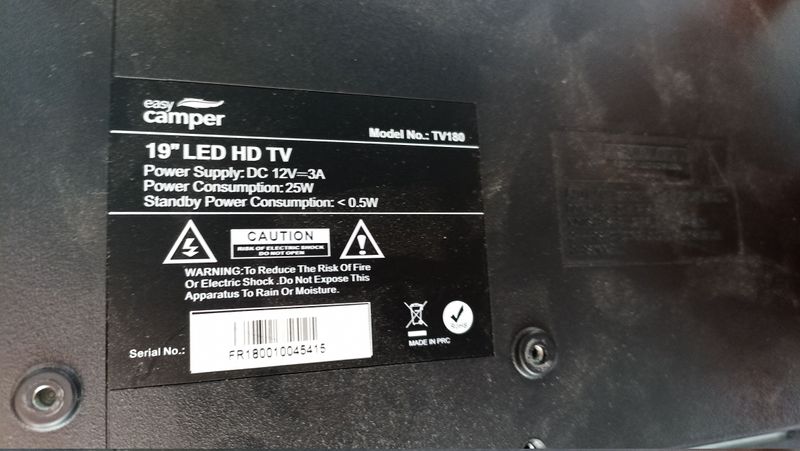 easy
camper
Model No.: TV180
19" LED HD TV
Power Supply: DC 12V⎓3A
Power Consumption: 25W
Standby Power Consumption: < 0.5W
CAUTION
RISK OF ELECTRIC SHOCK
DO NOT OPEN
WARNING:To Reduce The Risk Of Fire
Or Electric Shock .Do Not Expose This
Apparatus To Rain Or Moisture.
Serial No.:
FR180010045415
RoHS
MADE IN PRC